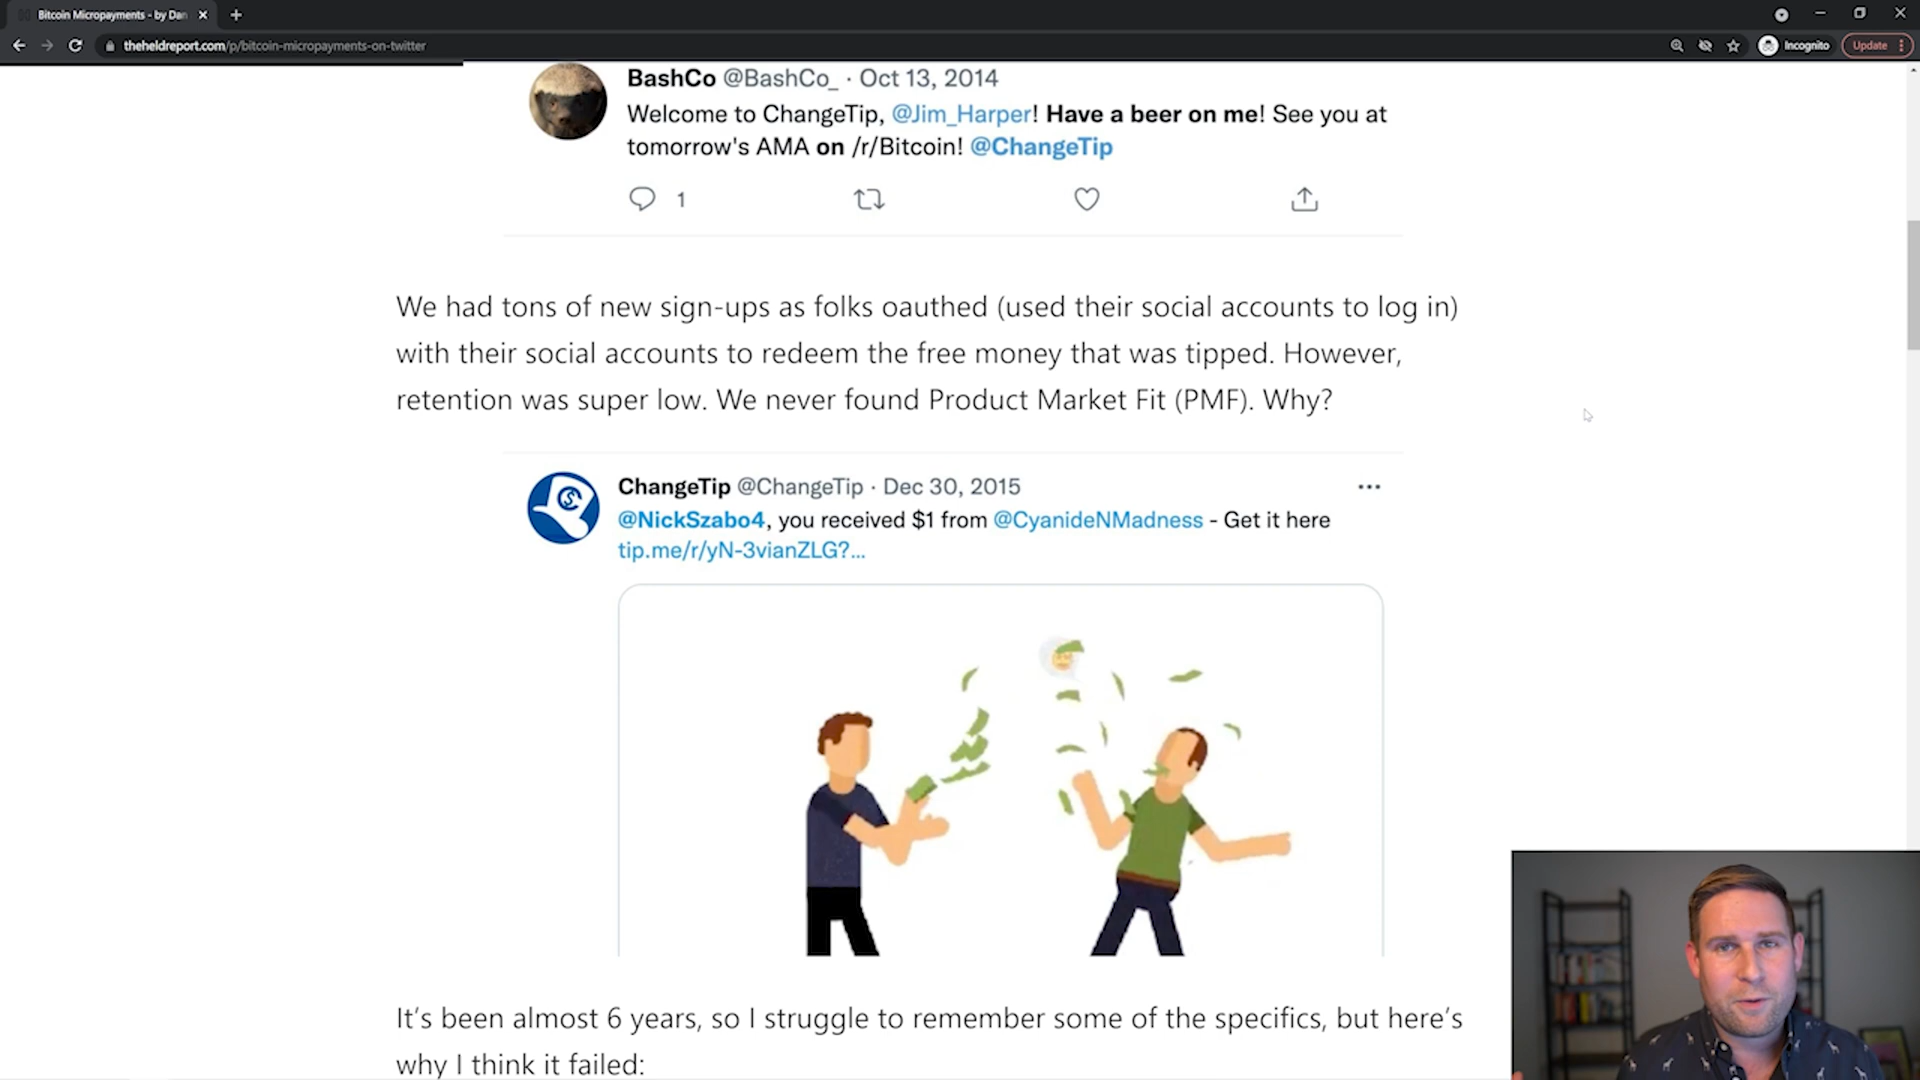 Bitcoin Micropayments - by Dan
theheldreport.com/p/bitcoin-micropayments-on-twitter
Incognito
Update
BashCo @BashCo_ · Oct 13, 2014
Welcome to ChangeTip, @Jim_Harper! Have a beer on me! See you at
tomorrow's AMA on /r/Bitcoin! @ChangeTip
1
We had tons of new sign-ups as folks oauthed (used their social accounts to log in)
with their social accounts to redeem the free money that was tipped. However,
retention was super low. We never found Product Market Fit (PMF). Why?
ChangeTip @ChangeTip · Dec 30, 2015
@NickSzabo4, you received $1 from @CyanideNMadness - Get it here
tip.me/r/yN-3vianZLG?...
It's been almost 6 years, so I struggle to remember some of the specifics, but here's
why I think it failed: